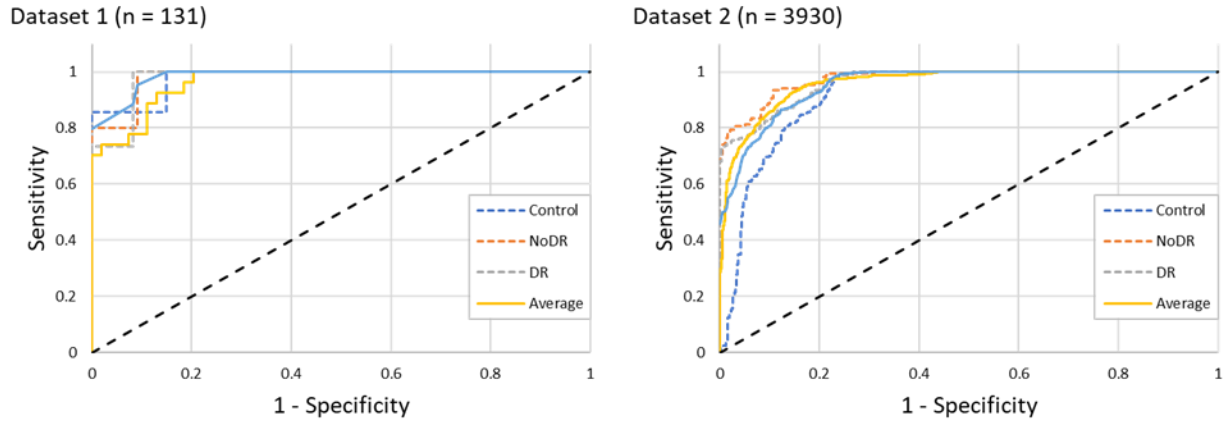 Dataset 1 (n = 131)
Sensitivity
1
0.8
0.6
0.4
0.2
0
0
0.2
0.4
0.6
0.8
1
1 - Specificity
Control
NoDR
DR
Average
Dataset 2 (n = 3930)
Sensitivity
1
0.8
0.6
0.4
0.2
0
0
0.2
0.4
0.6
0.8
1
1 - Specificity
Control
NoDR
DR
Average